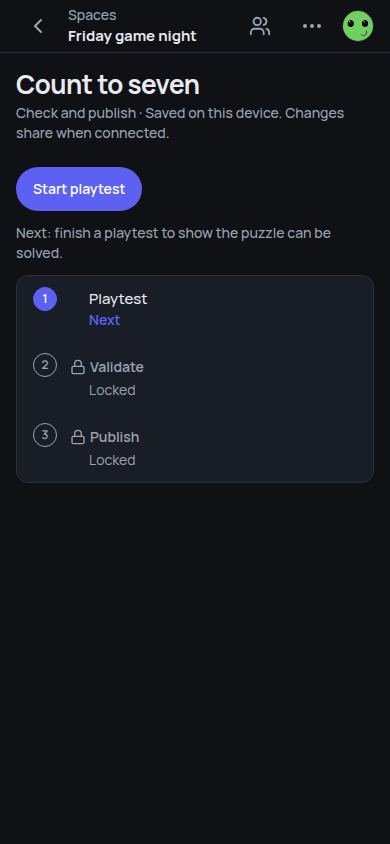 Spaces
Friday game night
Count to seven
Check and publish · Saved on this device. Changes
share when connected.
Start playtest
Next: finish a playtest to show the puzzle can be
solved.
1
Playtest
Next
2
Validate
Locked
3
Publish
Locked